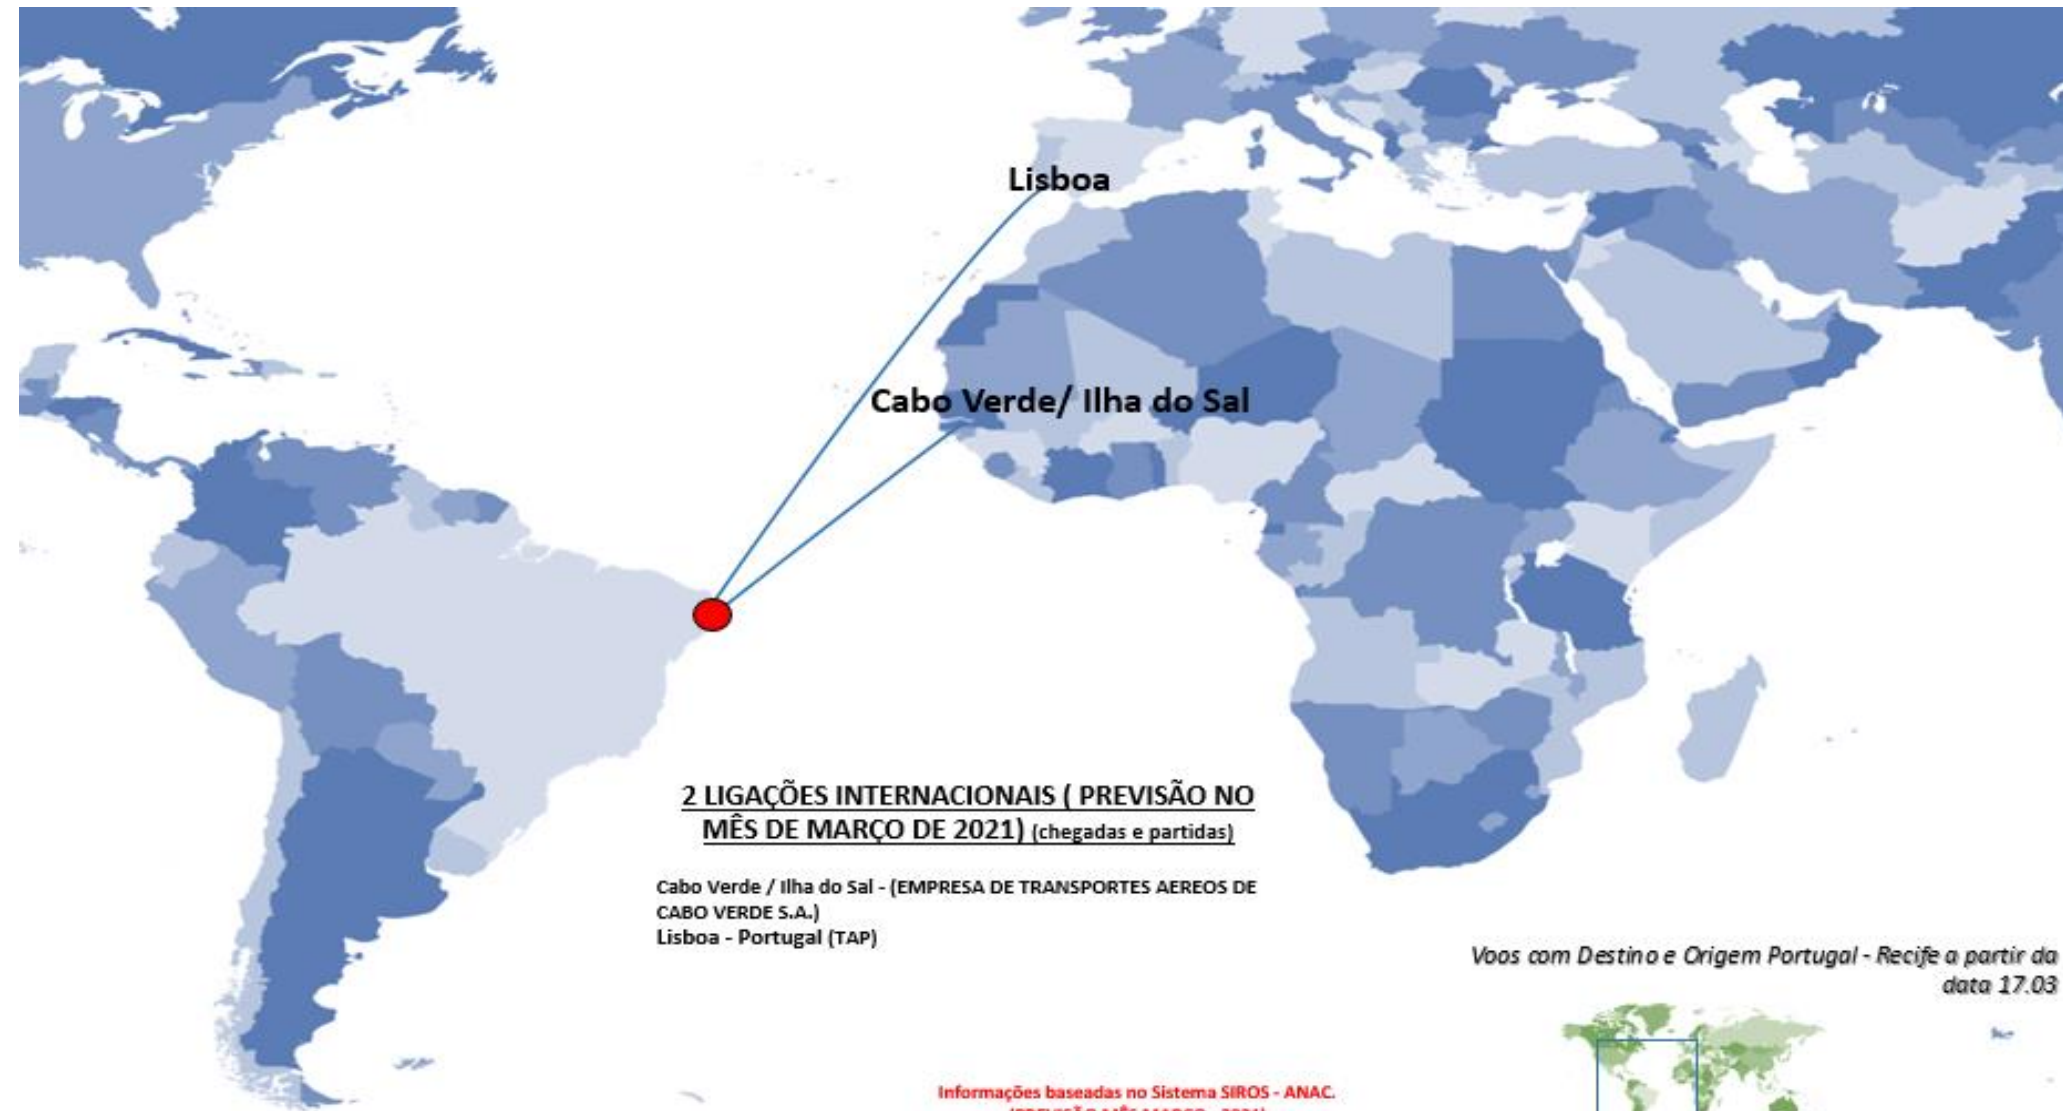 Lisboa
Cabo Verde/ Ilha do Sal
2 LIGAÇÕES INTERNACIONAIS ( PREVISÃO NO
MÊS DE MARÇO DE 2021) (chegadas e partidas)
Cabo Verde / Ilha do Sal - (EMPRESA DE TRANSPORTES AEREOS DE
CABO VERDE S.A.)
Lisboa - Portugal (TAP)
Voos com Destino e Origem Portugal - Recife a partir da
data 17.03
Informações baseadas no Sistema SIROS - ANAC.